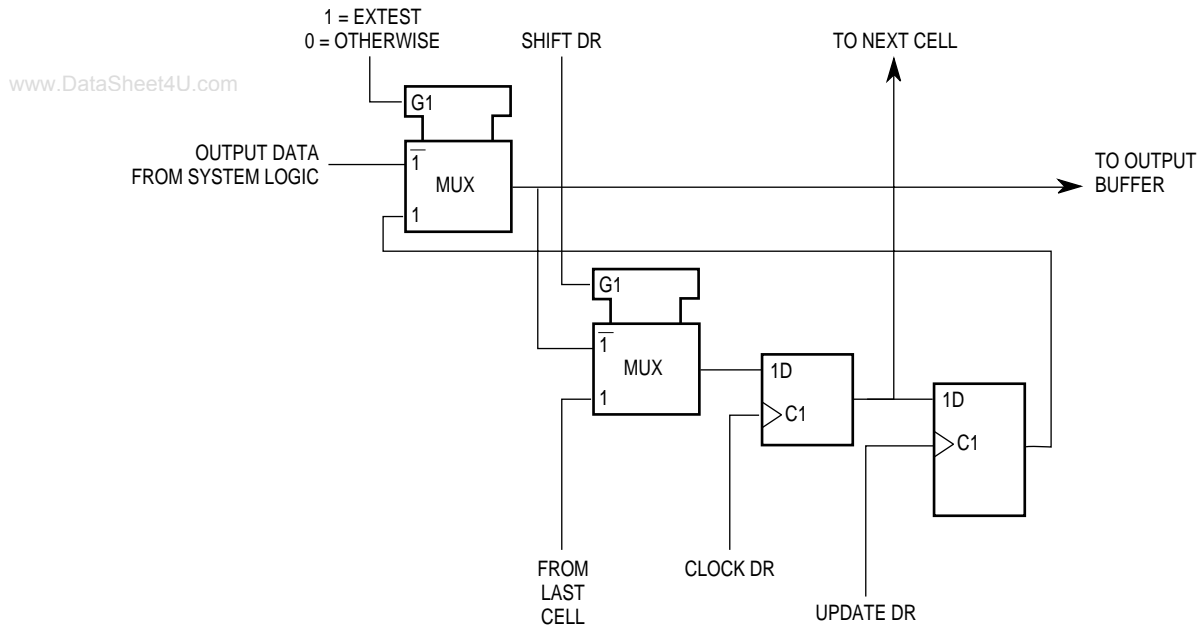 1 = EXTEST
0 = OTHERWISE
SHIFT DR
TO NEXT CELL
www.DataSheet4U.com
G1
OUTPUT DATA
FROM SYSTEM LOGIC
1
MUX
1
TO OUTPUT
BUFFER
G1
1
MUX
1
1D
C1
1D
C1
FROM
LAST
CELL
CLOCK DR
UPDATE DR